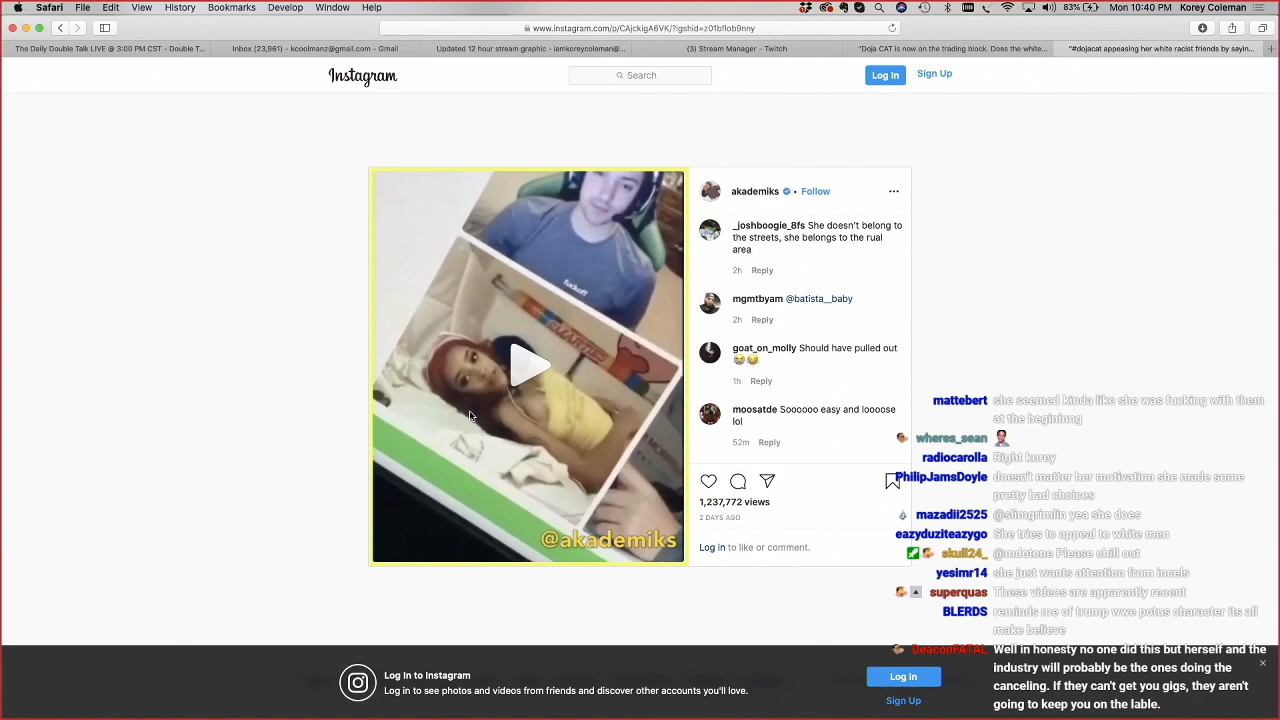 Safari File Edit View History Bookmarks Develop Window Help
Mon 10:40 PM Korey Coleman
www.instagram.com/p/CAjckigA6VK/?igshid=z01bflob9nny
The Daily Double Talk LIVE @ 3:00 PM CST - Double T...
Inbox (23,961) - kcoolmanz@gmail.com - Gmail
Updated 12 hour stream graphic - iamkoreycoleman@...
(3) Stream Manager - Twitch
Doja CAT is now on the trading block. Does the white...
"#dojacat appeasing her white racist friends by sayin...
Instagram
Search
Log In
Sign Up
fuckoff
SMARTIES
@akademiks
akademiks • Follow
_joshboogie_8fs She doesn't belong to
the streets, she belongs to the rual
area
2h Reply
mgmtbyam @batista__baby
2h Reply
goat_on_molly Should have pulled out
😂😂
1h Reply
moosatde Soooooo easy and loooose
lol
52m Reply
1,237,772 views
2 DAYS AGO
Log in to like or comment.
mattebert she seemed kinda like she was fucking with them
at the begininng
wheres_sean
radiocarolla Right korey
PhilipJamsDoyle doesn't matter her motivation she made some
pretty bad choices
mazadii2525 @slimgrimlin yea she does
eazyduziteazygo She tries to appeal to white men
skull24_ @mdotone Please chill out
yesimr14 she just wants attention from incels
superquas These videos are apparently recent
BLERDS reminds me of trump wwe potus character its all
make believe
DeaconFATAL Well in honesty no one did this but herself and the
industry will probably be the ones doing the
canceling. If they can't get you gigs, they aren't
going to keep you on the lable.
Log In to Instagram
Log in to see photos and videos from friends and discover other accounts you'll love.
Log In
Sign Up